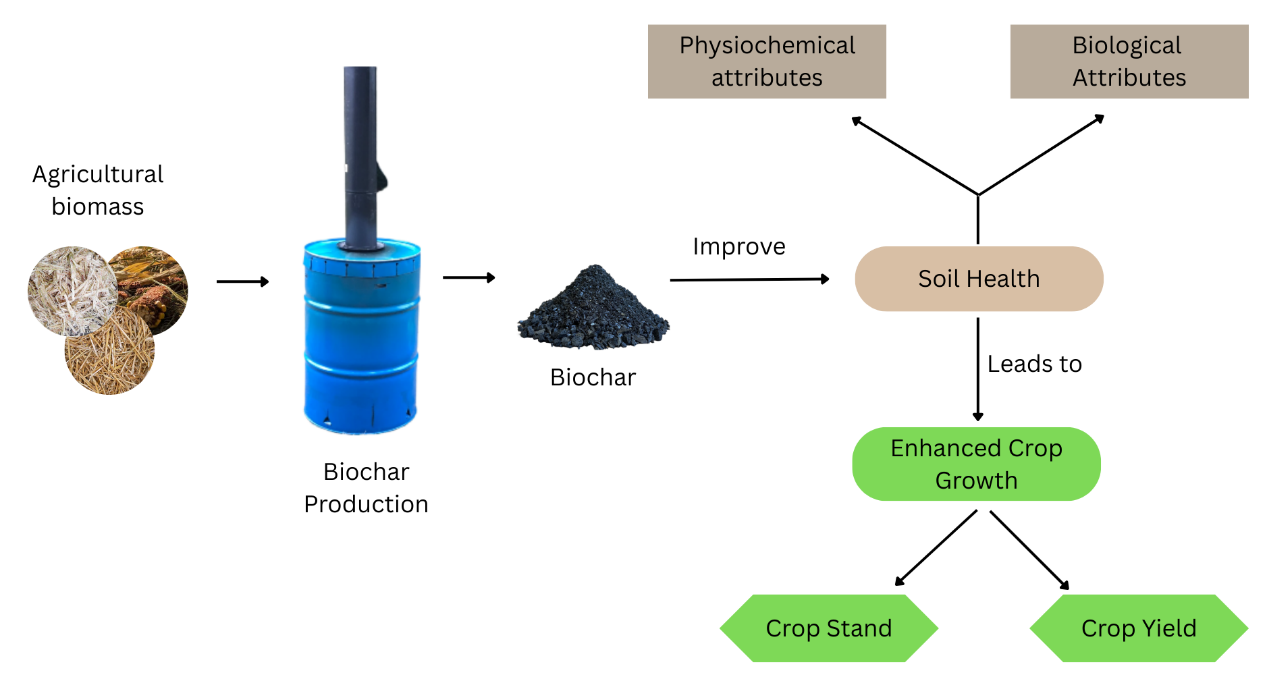 Physiochemical
attributes
Biological
Attributes
Agricultural
biomass
Improve
Soil Health
Biochar
Leads to
Enhanced Crop
Growth
Biochar
Production
Crop Stand
Crop Yield